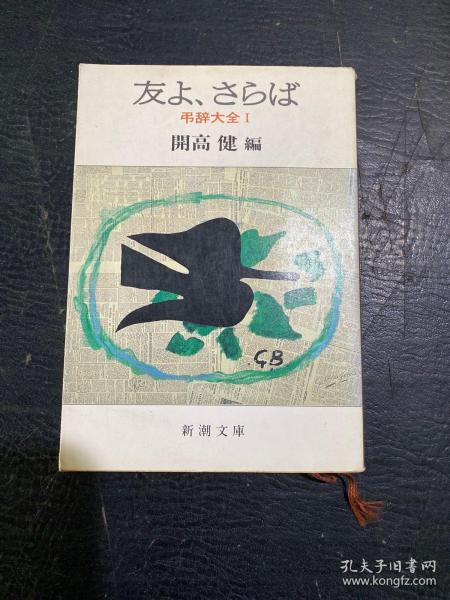 友よ、さらば
弔辞大全 I
開高 健 編
GB
新潮文庫
孔夫子旧书网
www.kongfz.com